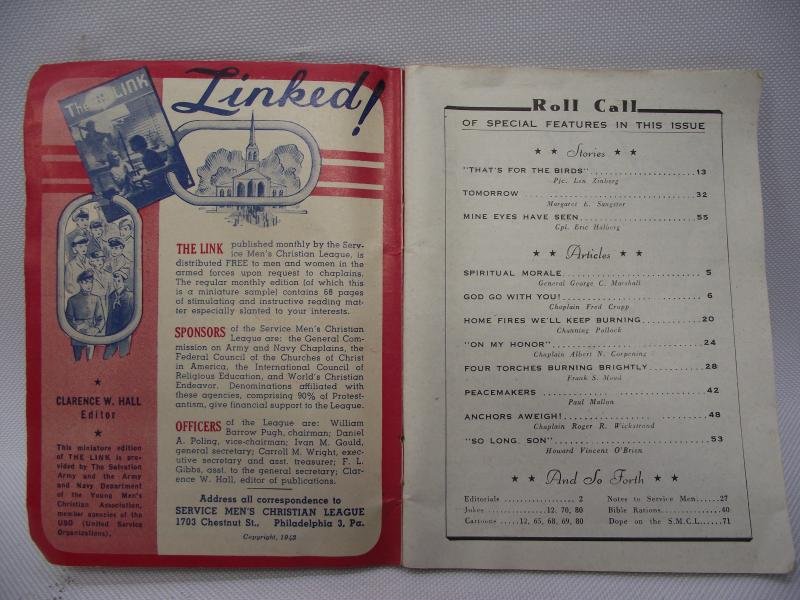 The LINK
Linked!
THE LINK published monthly by the Serv-
ice Men's Christian League, is
distributed FREE to men and women in the
armed forces upon request to chaplains.
The regular monthly edition (of which this
is a miniature sample) contains 68 pages
of stimulating and instructive reading mat-
ter especially slanted to your interests.
SPONSORS of the Service Men's Christian
League are: the General Com-
mission on Army and Navy Chaplains, the
Federal Council of the Churches of Christ
in America, the International Council of
Religious Education, and World's Christian
Endeavor. Denominations affiliated with
these agencies, comprising 90% of Protest-
antism, give financial support to the League.
OFFICERS of the League are: William
Barrow Pugh, chairman; Daniel
A. Poling, vice-chairman; Ivan M. Gould,
general secretary; Carroll M. Wright, exec-
utive secretary and asst. treasurer; F. L.
Gibbs, asst. to the general secretary; Clar-
ence W. Hall, editor of publications.
Address all correspondence to
SERVICE MEN'S CHRISTIAN LEAGUE
1703 Chestnut St., Philadelphia 3, Pa.
Copyright, 1943
CLARENCE W. HALL
Editor
This miniature edition
of THE LINK is pro-
vided by The Salvation
Army and the Army
and Navy Department
of the Young Men's
Christian Association,
member agencies of the
USO (United Service
Organizations).
Roll Call
OF SPECIAL FEATURES IN THIS ISSUE
★ ★ Stories ★ ★
"THAT'S FOR THE BIRDS" 13
Pfc. Len Zinberg
TOMORROW 32
Margaret E. Sangster
MINE EYES HAVE SEEN 55
Cpl. Eric Halberg
★ ★ Articles ★ ★
SPIRITUAL MORALE 5
General George C. Marshall
GOD GO WITH YOU! 6
Chaplain Fred Cropp
HOME FIRES WE'LL KEEP BURNING 20
Channing Pollock
"ON MY HONOR" 24
Chaplain Albert N. Corpening
FOUR TORCHES BURNING BRIGHTLY 28
Frank S. Mead
PEACEMAKERS 42
Paul Mallon
ANCHORS AWEIGH! 48
Chaplain Roger R. Wickstrand
"SO LONG, SON" 53
Howard Vincent O'Brien
★ ★ And So Forth ★ ★
Editorials 2 Notes to Service Men 27
Jokes 12, 70, 80 Bible Rations 40
Cartoons 12, 65, 68, 69, 80 Dope on the S.M.C.L. 71